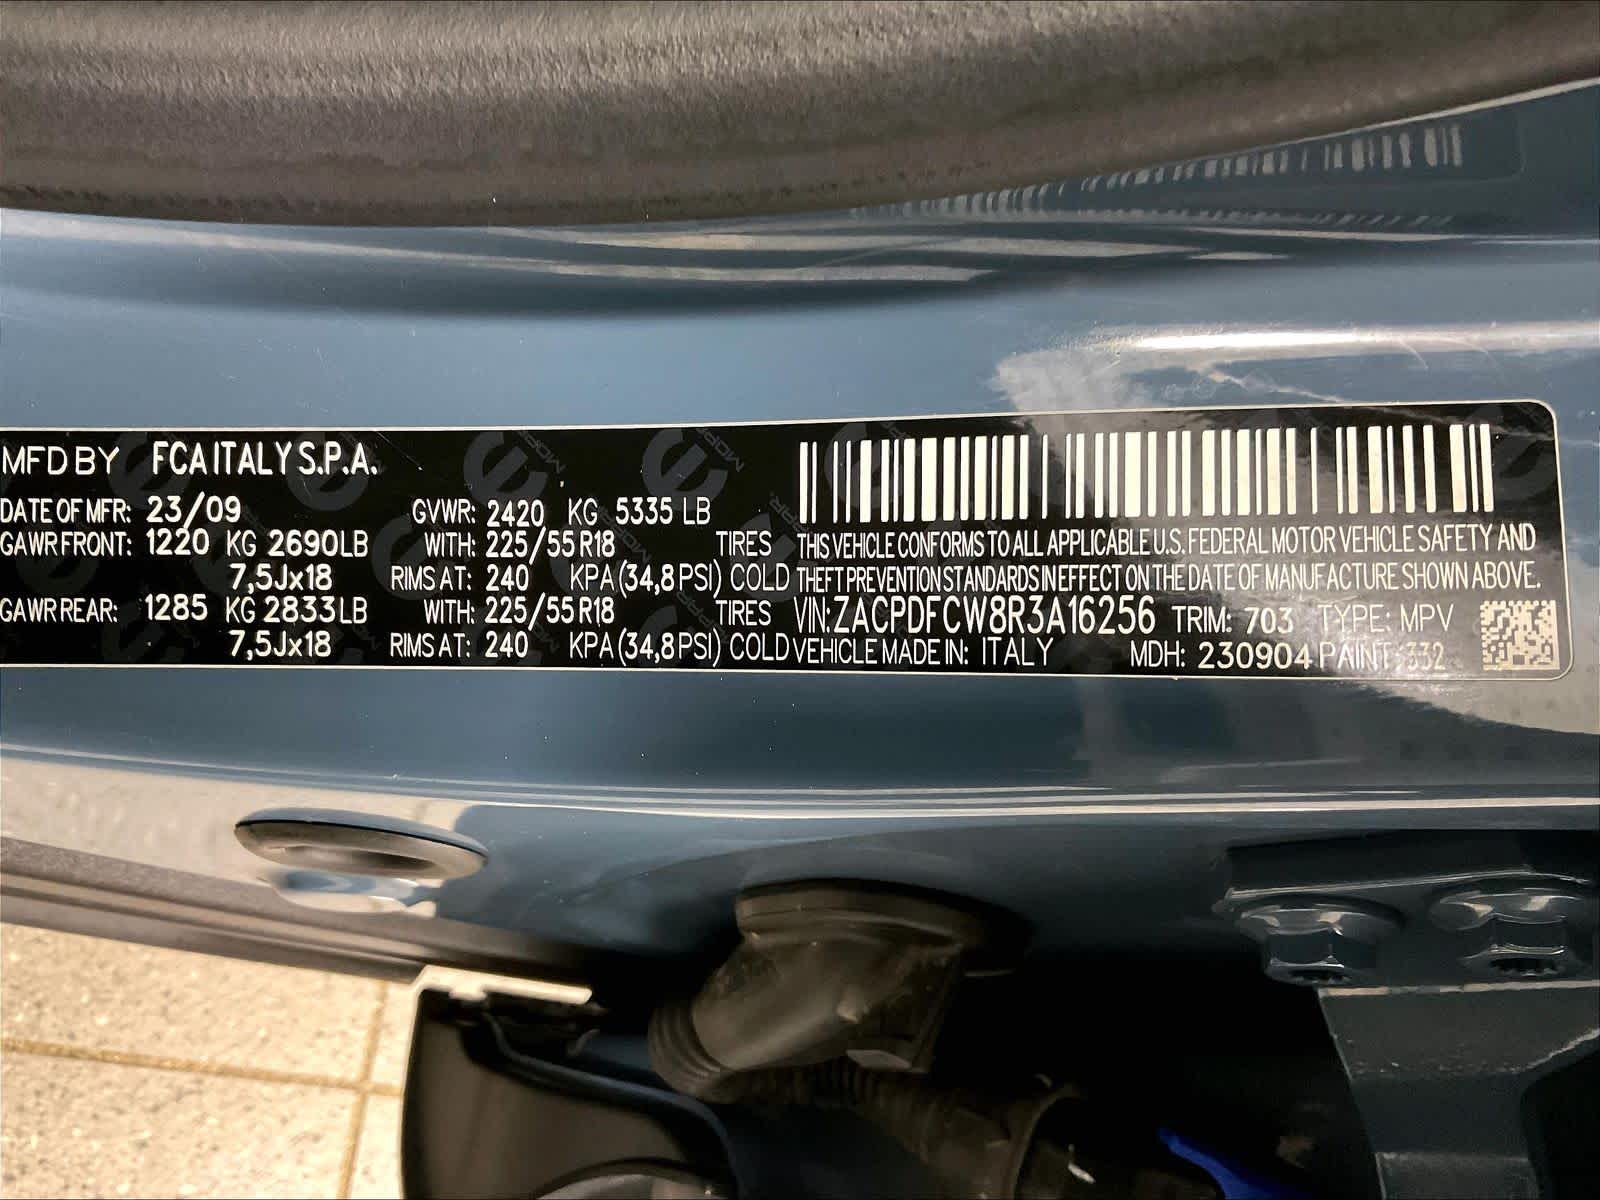 MFD BY FCA ITALY S.P.A.
DATE OF MFR: 23/09 GVWR: 2420 KG 5335 LB
GAWR FRONT: 1220 KG 2690LB WITH: 225/55 R18 TIRES
7,5Jx18 RIMS AT: 240 KPA (34,8 PSI) COLD
GAWR REAR: 1285 KG 2833LB WITH: 225/55 R18 TIRES
7,5Jx18 RIMS AT: 240 KPA (34,8 PSI) COLD
THIS VEHICLE CONFORMS TO ALL APPLICABLE U.S. FEDERAL MOTOR VEHICLE SAFETY AND
THEFT PREVENTION STANDARDS IN EFFECT ON THE DATE OF MANUFACTURE SHOWN ABOVE.
VIN: ZACPDFCW8R3A16256 TRIM: 703 TYPE: MPV
VEHICLE MADE IN: ITALY MDH: 230904 PAINT: 332
MOPAR